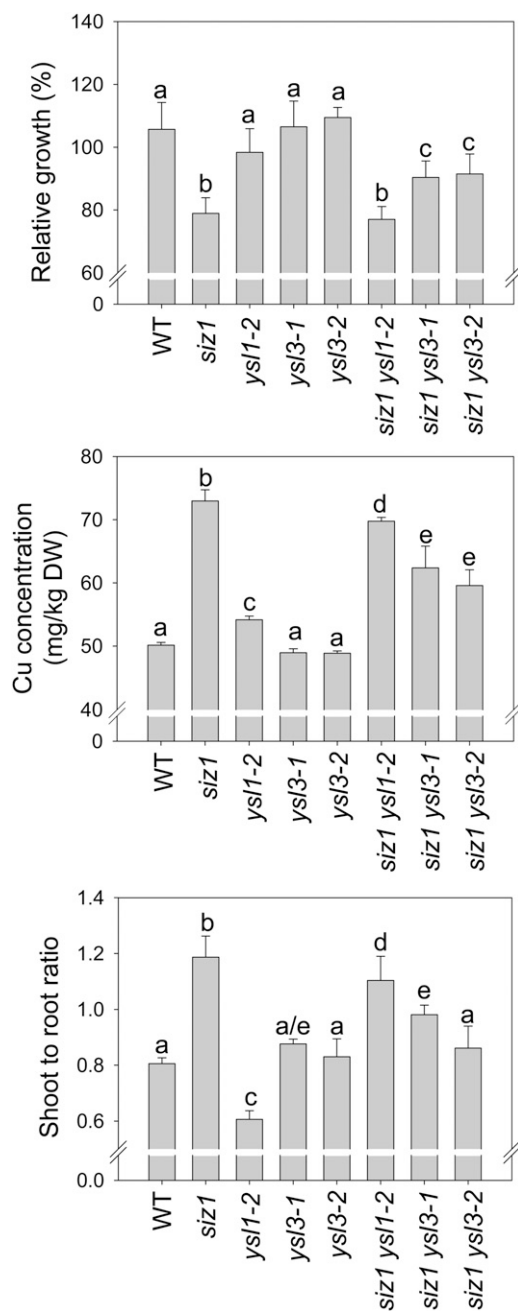 Relative growth (%)
140
120
100
80
60
0
a
b
a
a
a
b
c
c
WT
siz1
ysl1-2
ysl3-1
ysl3-2
siz1 ysl1-2
siz1 ysl3-1
siz1 ysl3-2
Cu concentration
(mg/kg DW)
80
70
60
50
40
0
a
b
c
a
a
d
e
e
WT
siz1
ysl1-2
ysl3-1
ysl3-2
siz1 ysl1-2
siz1 ysl3-1
siz1 ysl3-2
Shoot to root ratio
1.4
1.2
1.0
0.8
0.6
0.0
a
b
c
a/e
a
d
e
a
WT
siz1
ysl1-2
ysl3-1
ysl3-2
siz1 ysl1-2
siz1 ysl3-1
siz1 ysl3-2